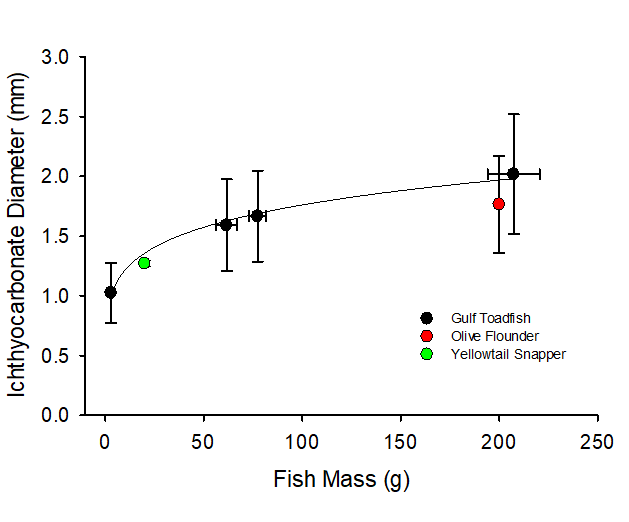 Ichthyocarbonate Diameter (mm)
3.0
2.5
2.0
1.5
1.0
0.5
0.0
Gulf Toadfish
Olive Flounder
Yellowtail Snapper
0 50 100 150 200 250
Fish Mass (g)